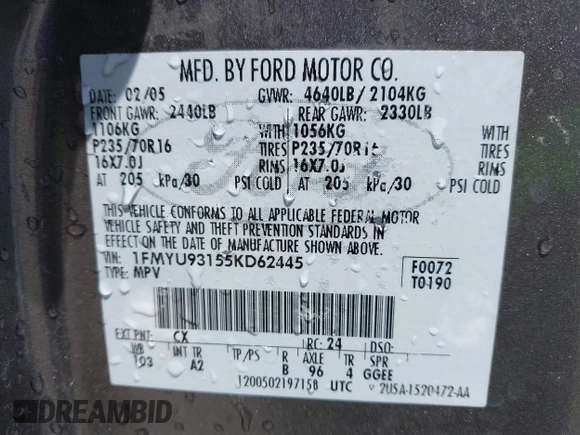 MFD. BY FORD MOTOR CO.
DATE: 02/05 GVWR: 4640LB/2104KG
FRONT GAWR: 2440LB REAR GAWR: 2330LB
1106KG 1056KG WITH
P235/70R16 TIRES P235/70R16 TIRES
16X7.0J RIMS 16X7.0J RIMS
AT 205 kPa/30 PSI COLD AT 205 kPa/30 PSI COLD
THIS VEHICLE CONFORMS TO ALL APPLICABLE FEDERAL MOTOR
VEHICLE SAFETY AND THEFT PREVENTION STANDARDS IN
EFFECT ON THE DATE OF MANUFACTURE SHOWN ABOVE.
VIN: 1FMYU93155KD62445 F0072
TYPE: MPV T0190
EXT PNT: CX RC: 24 DSO:
WB INT TR TP/PS R AXLE TR SPR
103 A2 B 96 4 GGEE
1200502197158 UTC 2USA-1520472-AA
DREAMBID